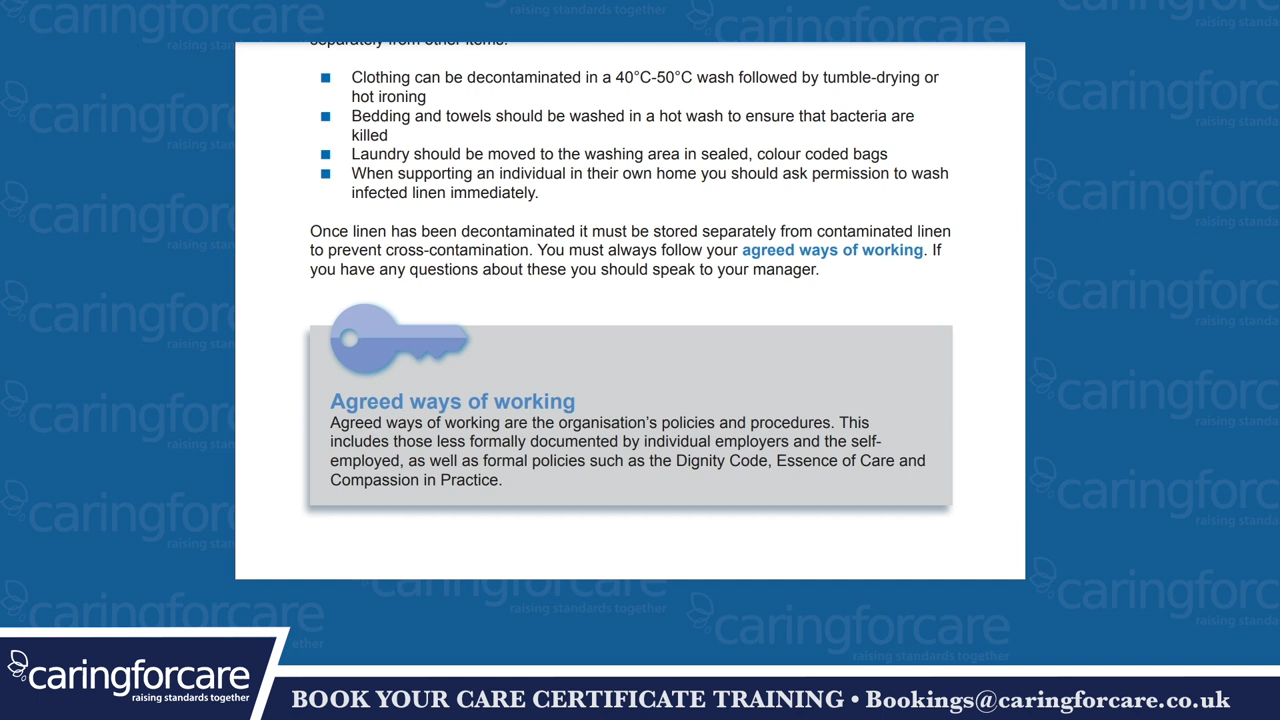 separately from other items.
Clothing can be decontaminated in a 40°C-50°C wash followed by tumble-drying or
hot ironing
Bedding and towels should be washed in a hot wash to ensure that bacteria are
killed
Laundry should be moved to the washing area in sealed, colour coded bags
When supporting an individual in their own home you should ask permission to wash
infected linen immediately.
Once linen has been decontaminated it must be stored separately from contaminated linen
to prevent cross-contamination. You must always follow your agreed ways of working. If
you have any questions about these you should speak to your manager.
Agreed ways of working
Agreed ways of working are the organisation's policies and procedures. This
includes those less formally documented by individual employers and the self-
employed, as well as formal policies such as the Dignity Code, Essence of Care and
Compassion in Practice.
caringforcare
raising standards together
BOOK YOUR CARE CERTIFICATE TRAINING • Bookings@caringforcare.co.uk